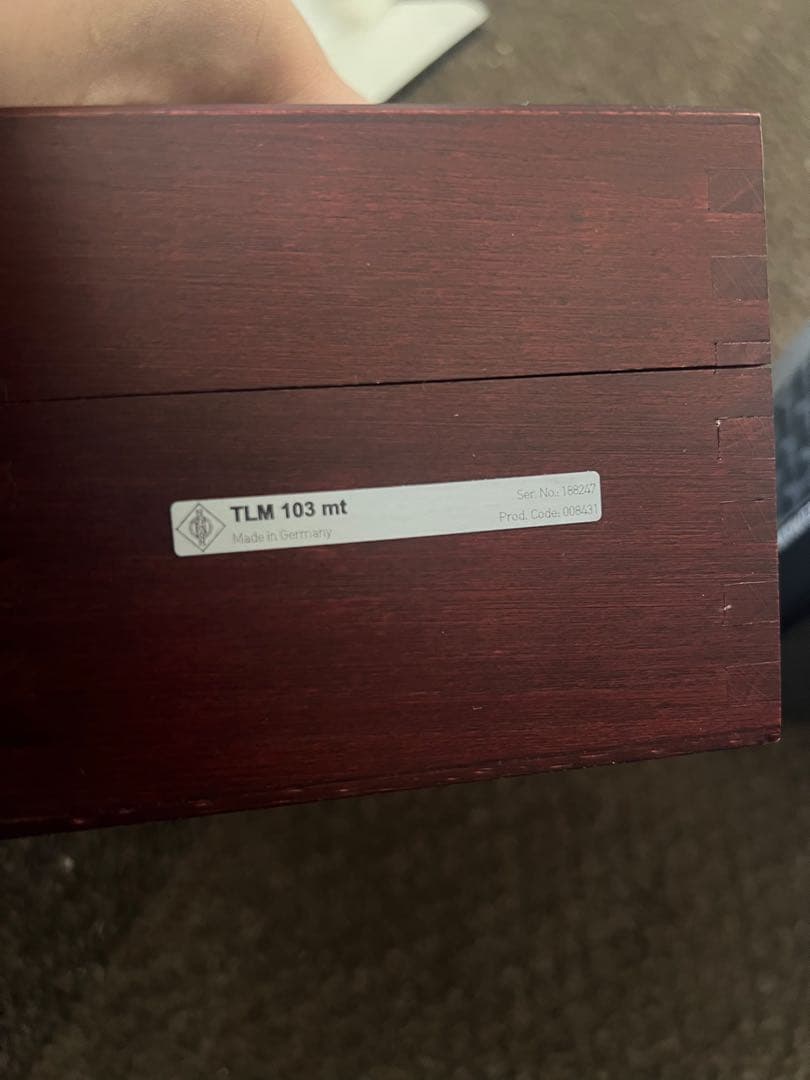 TLM 103 mt
Made in Germany
Ser. No.: 188247
Prod. Code: 008431